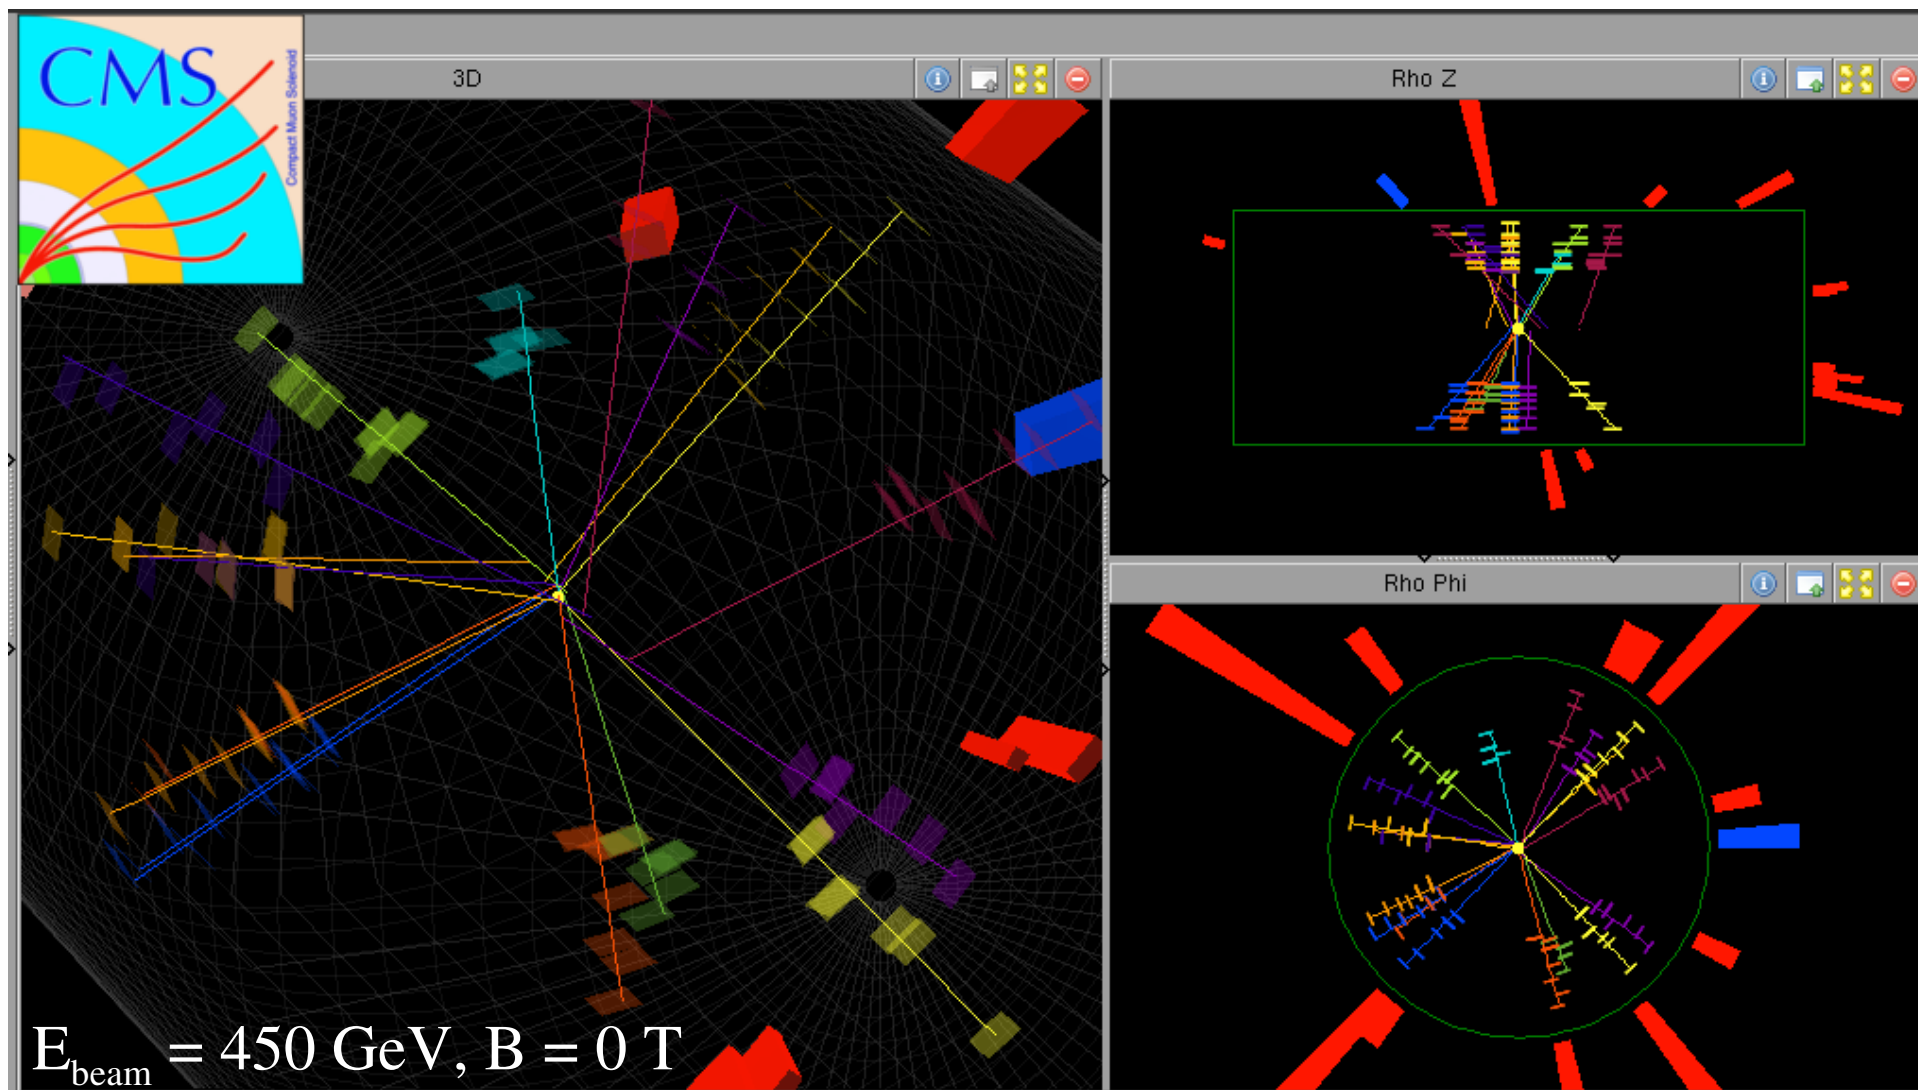 CMS
Compact Muon Solenoid
3D
Rho Z
Rho Phi
E_beam = 450 GeV, B = 0 T